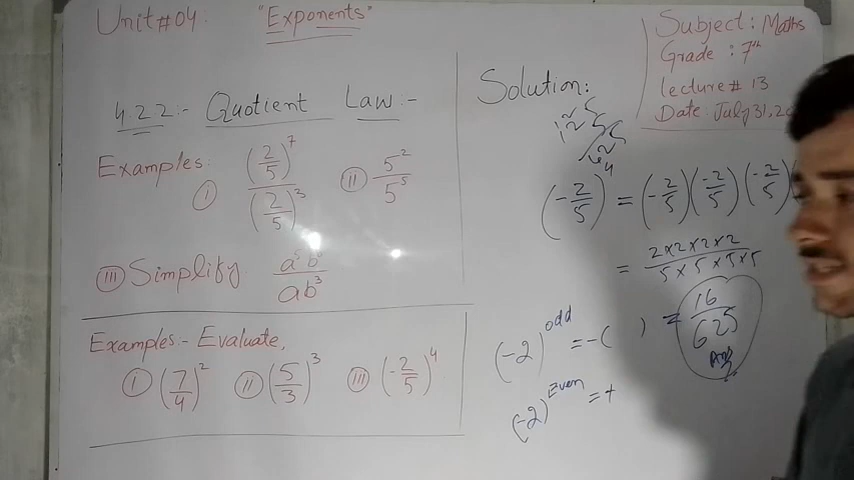 Unit#04. "Exponents"
Subject: Maths
Grade : 7th
lecture# 13
Date: July 31, 20
4.2.2:- Quotient Law:-
Examples:
(I) (2/5)^7 / (2/5)^3 (II) 5^2 / 5^5
(III) Simplify / ab^3
Examples:- Evaluate,
(I) (7/4)^2 (II) (5/3)^3 (III) (-2/5)^4
Solution:
(-2/5)^4 = (-2/5)(-2/5)(-2/5)(
= 2×2×2×2 / 5×5×5×5
= 16/625
Ans
(-2)^odd = -( )
(-2)^Even = +